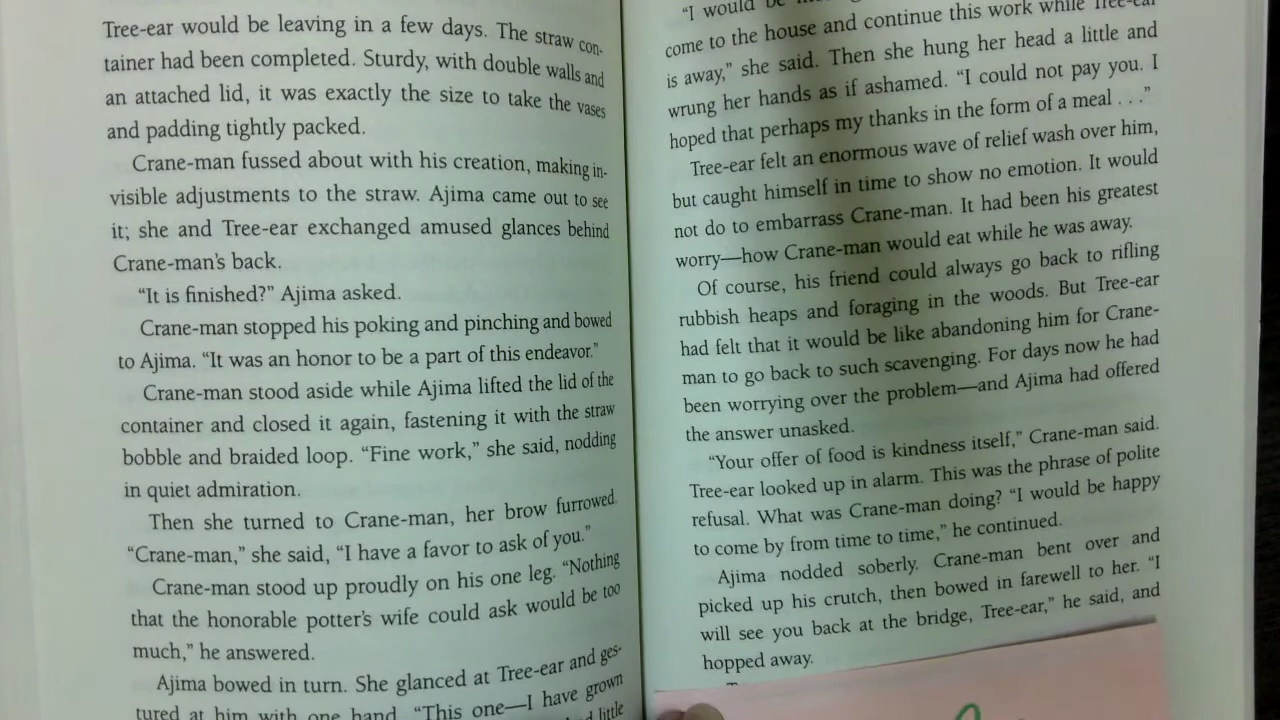 Tree-ear would be leaving in a few days. The straw con-
tainer had been completed. Sturdy, with double walls and
an attached lid, it was exactly the size to take the vases
and padding tightly packed.
Crane-man fussed about with his creation, making in-
visible adjustments to the straw. Ajima came out to see
it; she and Tree-ear exchanged amused glances behind
Crane-man's back.
“It is finished?” Ajima asked.
Crane-man stopped his poking and pinching and bowed
to Ajima. “It was an honor to be a part of this endeavor.”
Crane-man stood aside while Ajima lifted the lid of the
container and closed it again, fastening it with the straw
bobble and braided loop. “Fine work,” she said, nodding
in quiet admiration.
Then she turned to Crane-man, her brow furrowed.
“Crane-man,” she said, “I have a favor to ask of you.”
Crane-man stood up proudly on his one leg. “Nothing
that the honorable potter's wife could ask would be too
much,” he answered.
Ajima bowed in turn. She glanced at Tree-ear and ges-
tured at him with one hand. “This one—I have grown
little
“I would be
come to the house and continue this work while Tree-ear
is away,” she said. Then she hung her head a little and
wrung her hands as if ashamed. “I could not pay you. I
hoped that perhaps my thanks in the form of a meal . . .”
Tree-ear felt an enormous wave of relief wash over him,
but caught himself in time to show no emotion. It would
not do to embarrass Crane-man. It had been his greatest
worry—how Crane-man would eat while he was away.
Of course, his friend could always go back to rifling
rubbish heaps and foraging in the woods. But Tree-ear
had felt that it would be like abandoning him for Crane-
man to go back to such scavenging. For days now he had
been worrying over the problem—and Ajima had offered
the answer unasked.
“Your offer of food is kindness itself,” Crane-man said.
Tree-ear looked up in alarm. This was the phrase of polite
refusal. What was Crane-man doing? “I would be happy
to come by from time to time,” he continued.
Ajima nodded soberly. Crane-man bent over and
picked up his crutch, then bowed in farewell to her. “I
will see you back at the bridge, Tree-ear,” he said, and
hopped away.